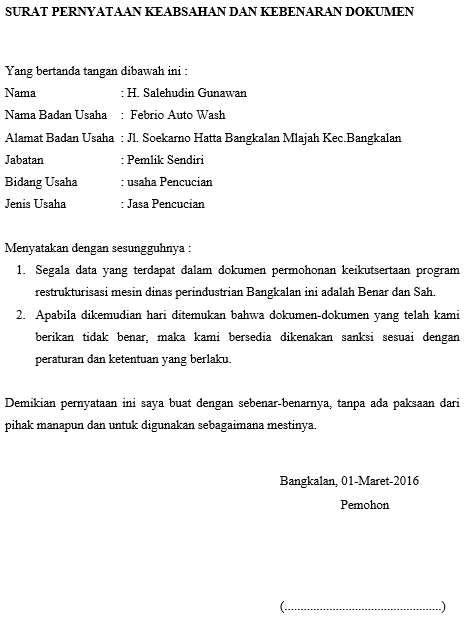 SURAT PERNYATAAN KEABSAHAN DAN KEBENARAN DOKUMEN
Yang bertanda tangan dibawah ini :
Nama : H. Salehudin Gunawan
Nama Badan Usaha : Febrio Auto Wash
Alamat Badan Usaha : Jl. Soekarno Hatta Bangkalan Mlajah Kec.Bangkalan
Jabatan : Pemlik Sendiri
Bidang Usaha : usaha Pencucian
Jenis Usaha : Jasa Pencucian
Menyatakan dengan sesungguhnya :
1. Segala data yang terdapat dalam dokumen permohonan keikutsertaan program
restrukturisasi mesin dinas perindustrian Bangkalan ini adalah Benar dan Sah.
2. Apabila dikemudian hari ditemukan bahwa dokumen-dokumen yang telah kami
berikan tidak benar, maka kami bersedia dikenakan sanksi sesuai dengan
peraturan dan ketentuan yang berlaku.
Demikian pernyataan ini saya buat dengan sebenar-benarnya, tanpa ada paksaan dari
pihak manapun dan untuk digunakan sebagaimana mestinya.
Bangkalan, 01-Maret-2016
Pemohon
(.................................................)